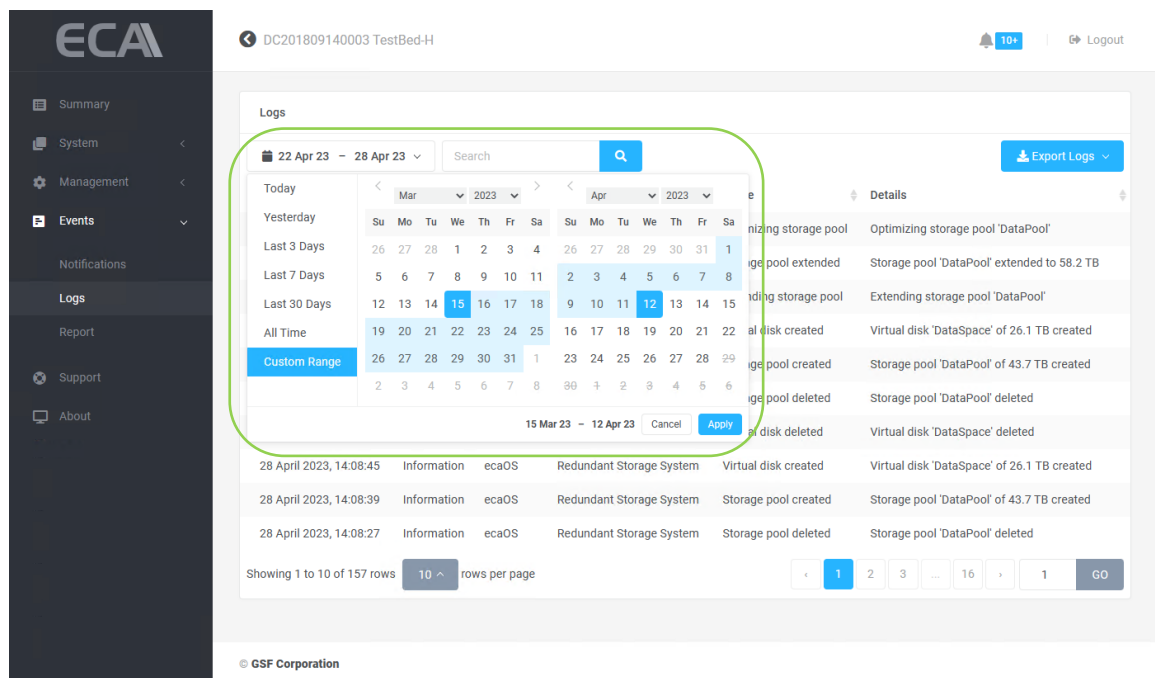 ECA
DC201809140003 TestBed-H
10+
Logout
Summary
System
Management
Events
Notifications
Logs
Report
Support
About
Logs
22 Apr 23 – 28 Apr 23
Search
Export Logs
Today
Yesterday
Last 3 Days
Last 7 Days
Last 30 Days
All Time
Custom Range
Mar 2023
Su Mo Tu We Th Fr Sa
26 27 28 1 2 3 4
5 6 7 8 9 10 11
12 13 14 15 16 17 18
19 20 21 22 23 24 25
26 27 28 29 30 31 1
2 3 4 5 6 7 8
Apr 2023
Su Mo Tu We Th Fr Sa
26 27 28 29 30 31 1
2 3 4 5 6 7 8
9 10 11 12 13 14 15
16 17 18 19 20 21 22
23 24 25 26 27 28 29
30 1 2 3 4 5 6
15 Mar 23 – 12 Apr 23 Cancel Apply
e Details
nizing storage pool Optimizing storage pool 'DataPool'
ge pool extended Storage pool 'DataPool' extended to 58.2 TB
nding storage pool Extending storage pool 'DataPool'
al disk created Virtual disk 'DataSpace' of 26.1 TB created
ge pool created Storage pool 'DataPool' of 43.7 TB created
ge pool deleted Storage pool 'DataPool' deleted
al disk deleted Virtual disk 'DataSpace' deleted
28 April 2023, 14:08:45 Information ecaOS Redundant Storage System Virtual disk created Virtual disk 'DataSpace' of 26.1 TB created
28 April 2023, 14:08:39 Information ecaOS Redundant Storage System Storage pool created Storage pool 'DataPool' of 43.7 TB created
28 April 2023, 14:08:27 Information ecaOS Redundant Storage System Storage pool deleted Storage pool 'DataPool' deleted
Showing 1 to 10 of 157 rows 10 rows per page
‹ 1 2 3 ... 16 › 1 GO
© GSF Corporation